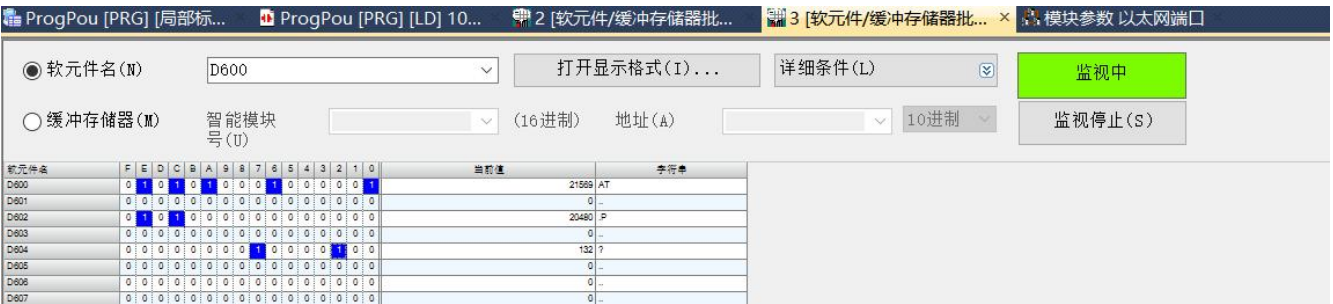 ProgPou [PRG] [局部标... ProgPou [PRG] [LD] 10... 2 [软元件/缓冲存储器批... 3 [软元件/缓冲存储器批... × 模块参数 以太网端口
软元件名(N) D600 打开显示格式(I)... 详细条件(L) 监视中
缓冲存储器(M) 智能模块号(U) (16进制) 地址(A) 10进制 监视停止(S)
软元件名 F E D C B A 9 8 7 6 5 4 3 2 1 0 当前值 字符串
D600 0 1 0 1 0 1 0 0 0 1 0 0 0 0 0 1 21569 AT
D601 0 0 0 0 0 0 0 0 0 0 0 0 0 0 0 0 0 ..
D602 0 1 0 1 0 0 0 0 0 0 0 0 0 0 0 0 20480 .P
D603 0 0 0 0 0 0 0 0 0 0 0 0 0 0 0 0 0 ..
D604 0 0 0 0 0 0 0 0 1 0 0 0 0 1 0 0 132 ?
D605 0 0 0 0 0 0 0 0 0 0 0 0 0 0 0 0 0 ..
D606 0 0 0 0 0 0 0 0 0 0 0 0 0 0 0 0 0 ..
D607 0 0 0 0 0 0 0 0 0 0 0 0 0 0 0 0 0 ..